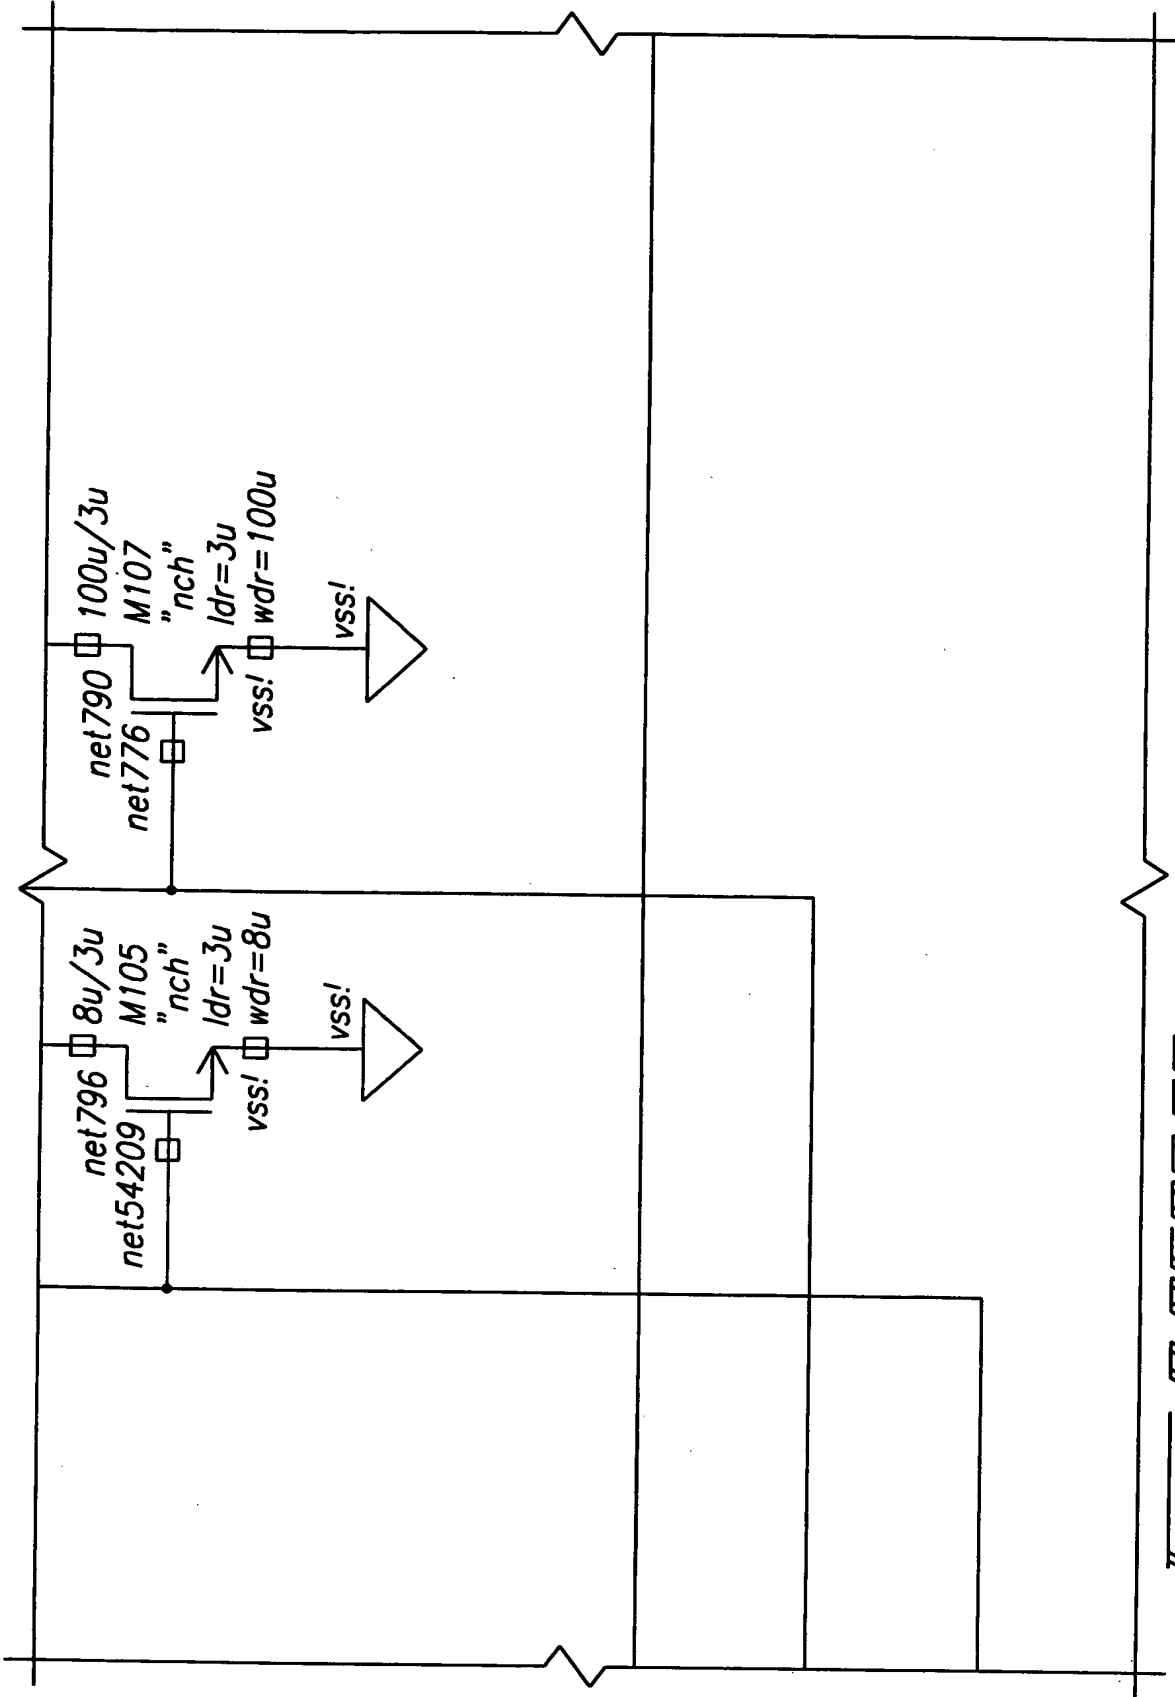 100u/3u
M107
"nch"
ldr=3u
wdr=100u
net790
net776
vss!
vss!
8u/3u
M105
"nch"
ldr=3u
wdr=8u
net796
net54209
vss!
vss!